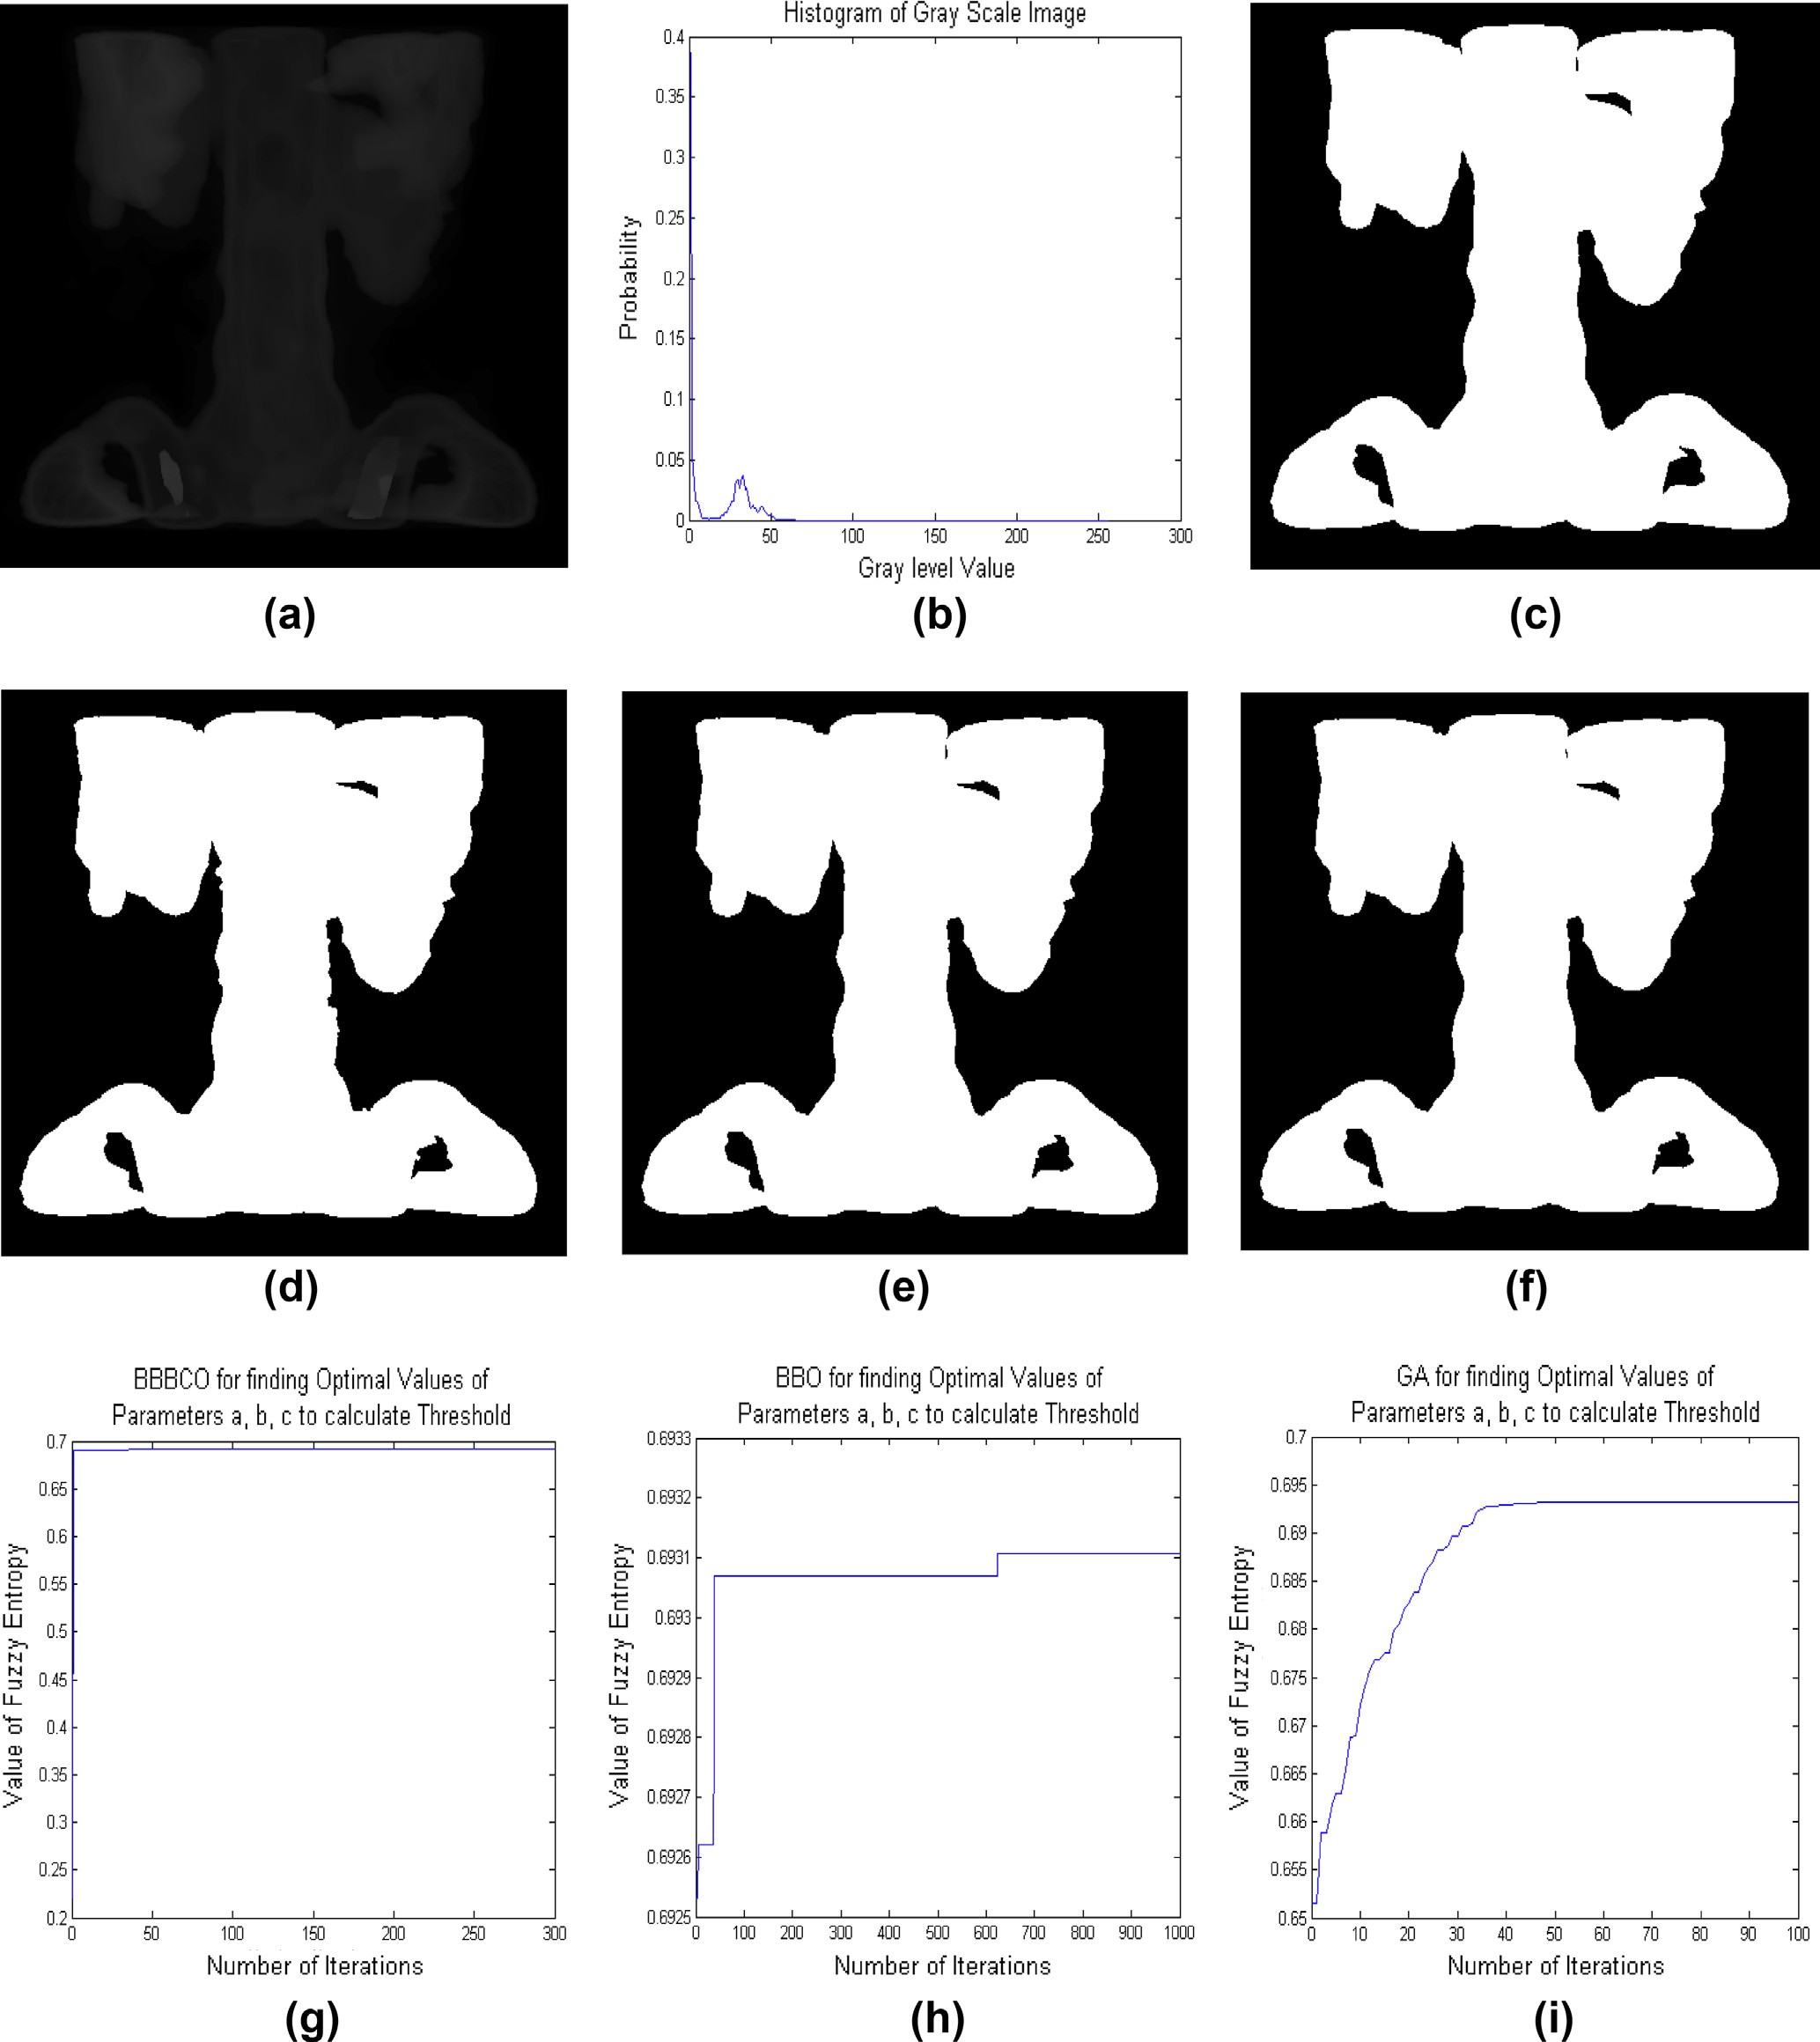 Histogram of Gray Scale Image
0.4
0.35
0.3
0.25
0.2
0.15
0.1
0.05
0
Probability
0 50 100 150 200 250 300
Gray level Value
(a) (b) (c)
(d) (e) (f)
BBBCO for finding Optimal Values of
Parameters a, b, c to calculate Threshold
0.7
0.65
0.6
0.55
0.5
0.45
0.4
0.35
0.3
0.25
0.2
Value of Fuzzy Entropy
0 50 100 150 200 250 300
Number of Iterations
(g)
BBO for finding Optimal Values of
Parameters a, b, c to calculate Threshold
0.6933
0.6932
0.6931
0.693
0.6929
0.6928
0.6927
0.6926
0.6925
Value of Fuzzy Entropy
0 100 200 300 400 500 600 700 800 900 1000
Number of Iterations
(h)
GA for finding Optimal Values of
Parameters a, b, c to calculate Threshold
0.7
0.695
0.69
0.685
0.68
0.675
0.67
0.665
0.66
0.655
0.65
Value of Fuzzy Entropy
0 10 20 30 40 50 60 70 80 90 100
Number of Iterations
(i)